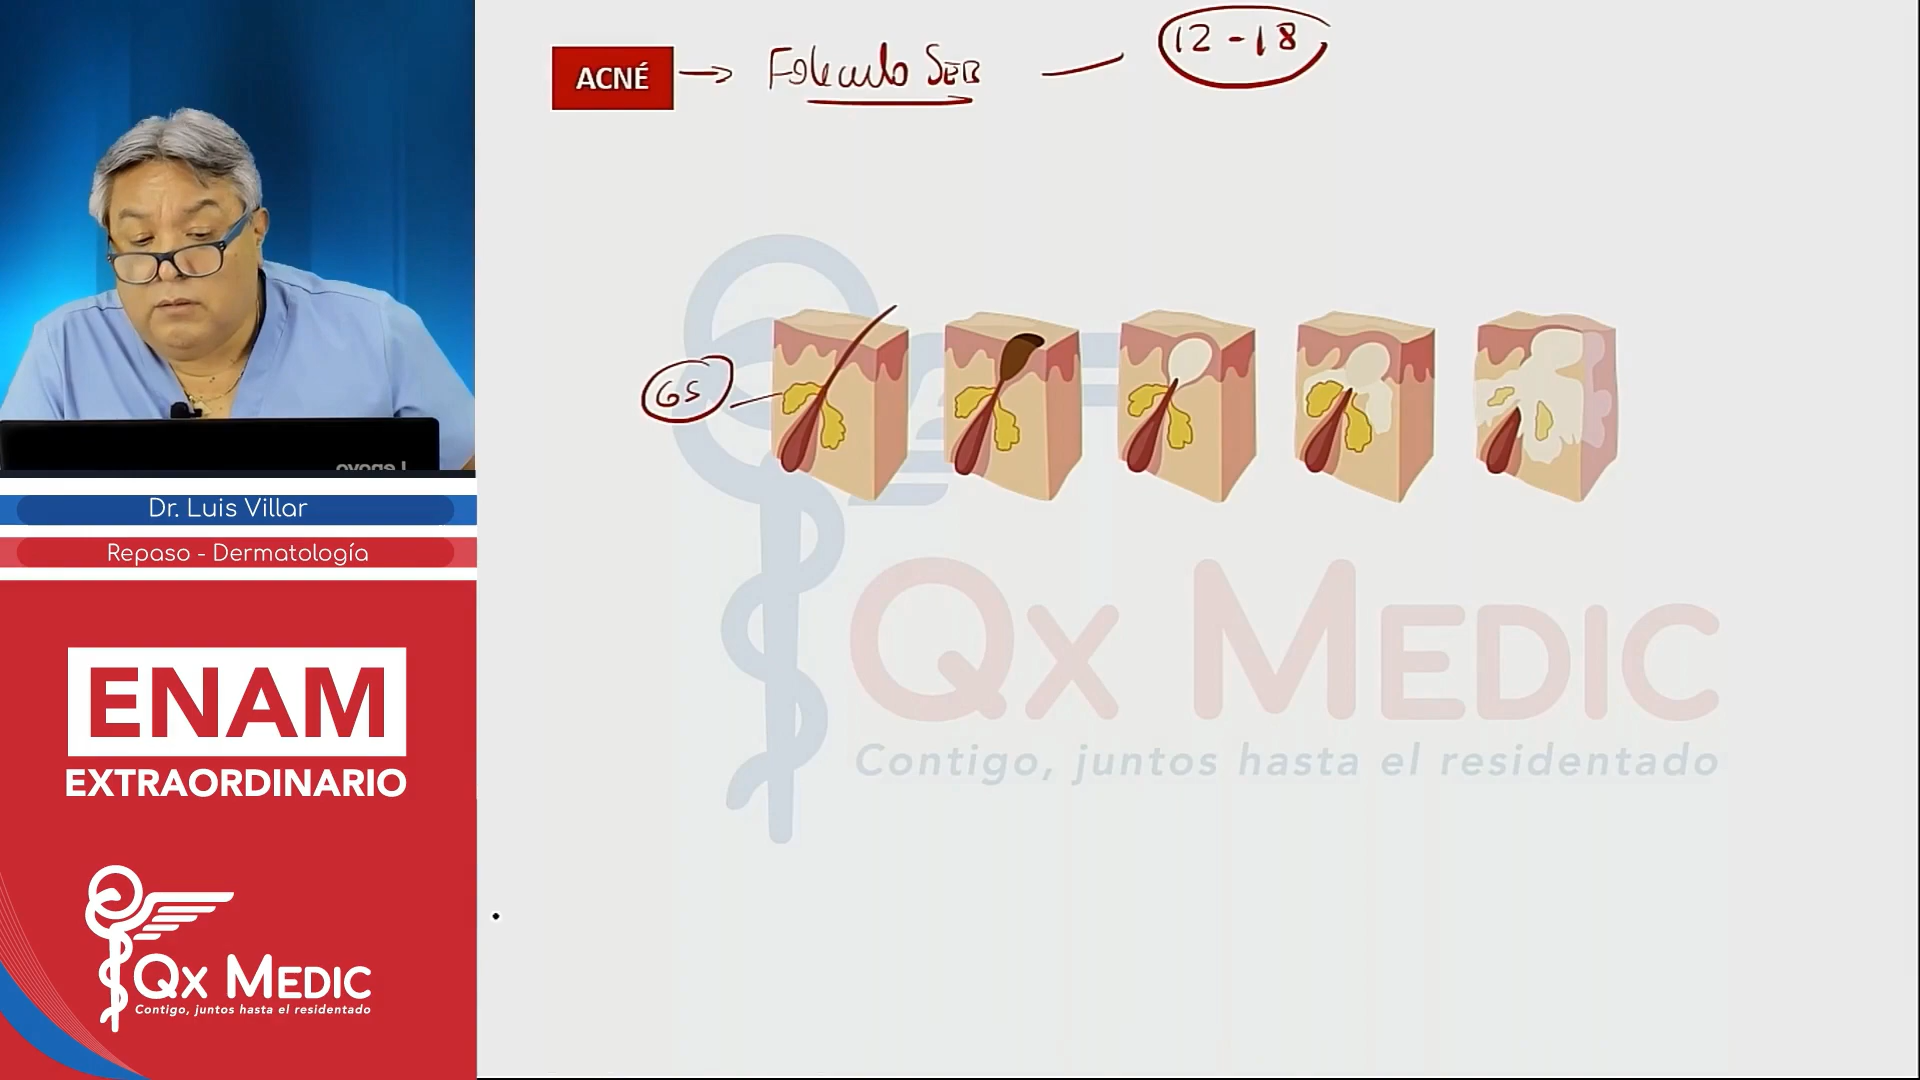 ACNÉ → Folículo SEB — 12 - 18
GS
Lenovo
Dr. Luis Villar
Repaso - Dermatología
ENAM
EXTRAORDINARIO
QX MEDIC
Contigo, juntos hasta el residentado
QX MEDIC
Contigo, juntos hasta el residentado